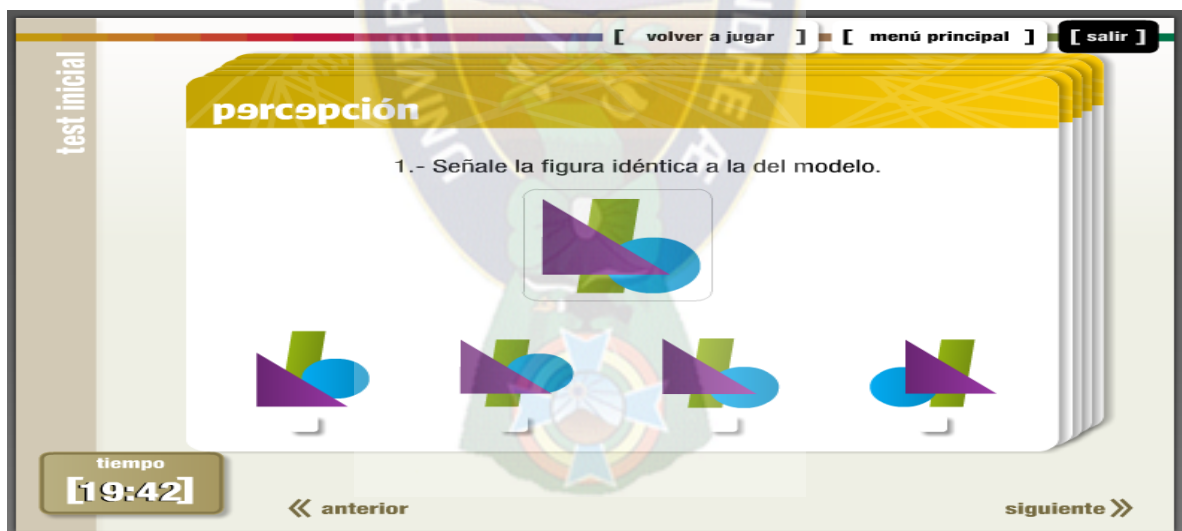 [ volver a jugar ] [ menú principal ] [ salir ]
test inicial
percepción
1.- Señale la figura idéntica a la del modelo.
tiempo
[19:42]
« anterior
siguiente »